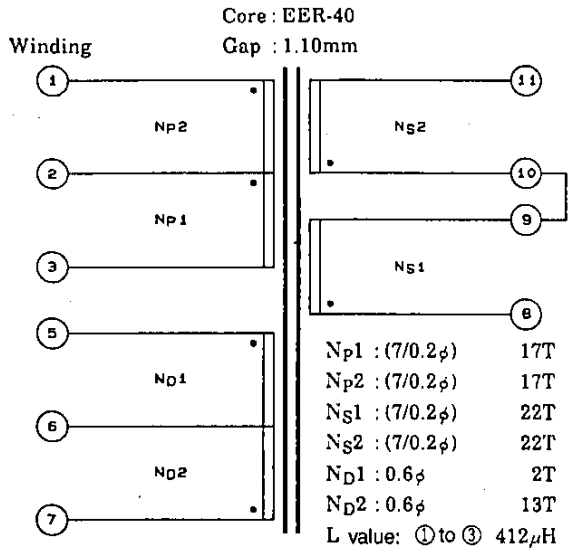 Core : EER-40
Winding Gap : 1.10mm
1
11
NP2
NS2
2
10
9
NP1
NS1
3
8
5
NP1 : (7/0.2φ) 17T
ND1
NP2 : (7/0.2φ) 17T
NS1 : (7/0.2φ) 22T
6
NS2 : (7/0.2φ) 22T
ND2
ND1 : 0.6φ 2T
ND2 : 0.6φ 13T
7
L value: ①to ③ 412μH